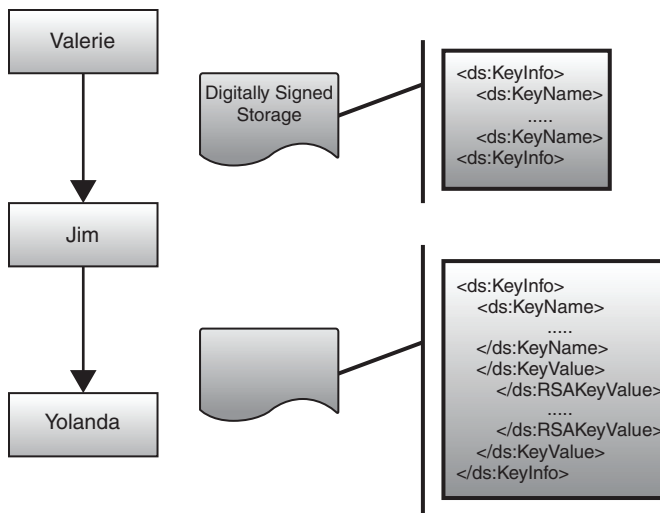 Valerie
Jim
Yolanda
Digitally Signed
Storage
<ds:KeyInfo>
<ds:KeyName>
.....
<ds:KeyName>
<ds:KeyInfo>
<ds:KeyInfo>
<ds:KeyName>
.....
</ds:KeyName>
</ds:KeyValue>
</ds:RSAKeyValue>
.....
</ds:RSAKeyValue>
</ds:KeyValue>
</ds:KeyInfo>